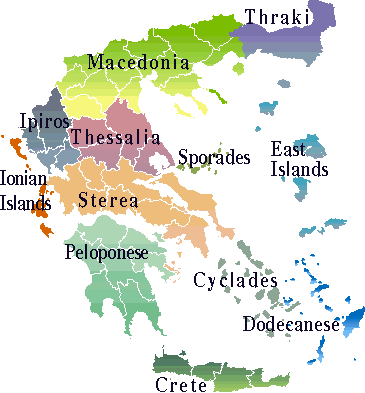 Thraki
Macedonia
Ipiros
Thessalia
Sporades
East
Islands
Ionian
Islands
Sterea
Peloponese
Cyclades
Dodecanese
Crete